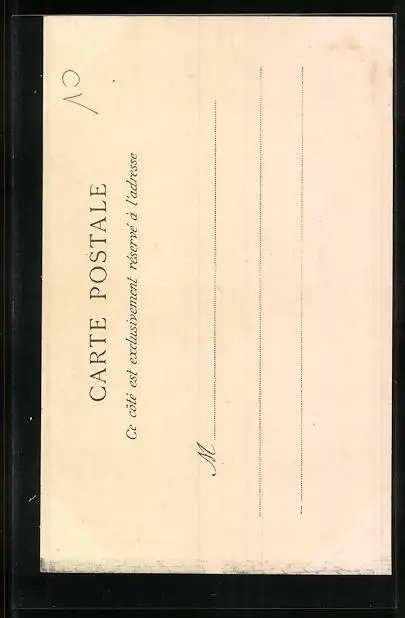 CARTE POSTALE
Ce côté est exclusivement réservé à l'adresse
M